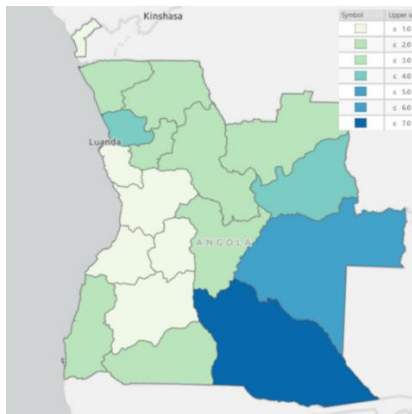 Kinshasa
Symbol Upper
≤ 1.0
≤ 2.0
≤ 3.0
≤ 4.0
≤ 5.0
≤ 6.0
≤ 7.0
Luanda
ANGOLA